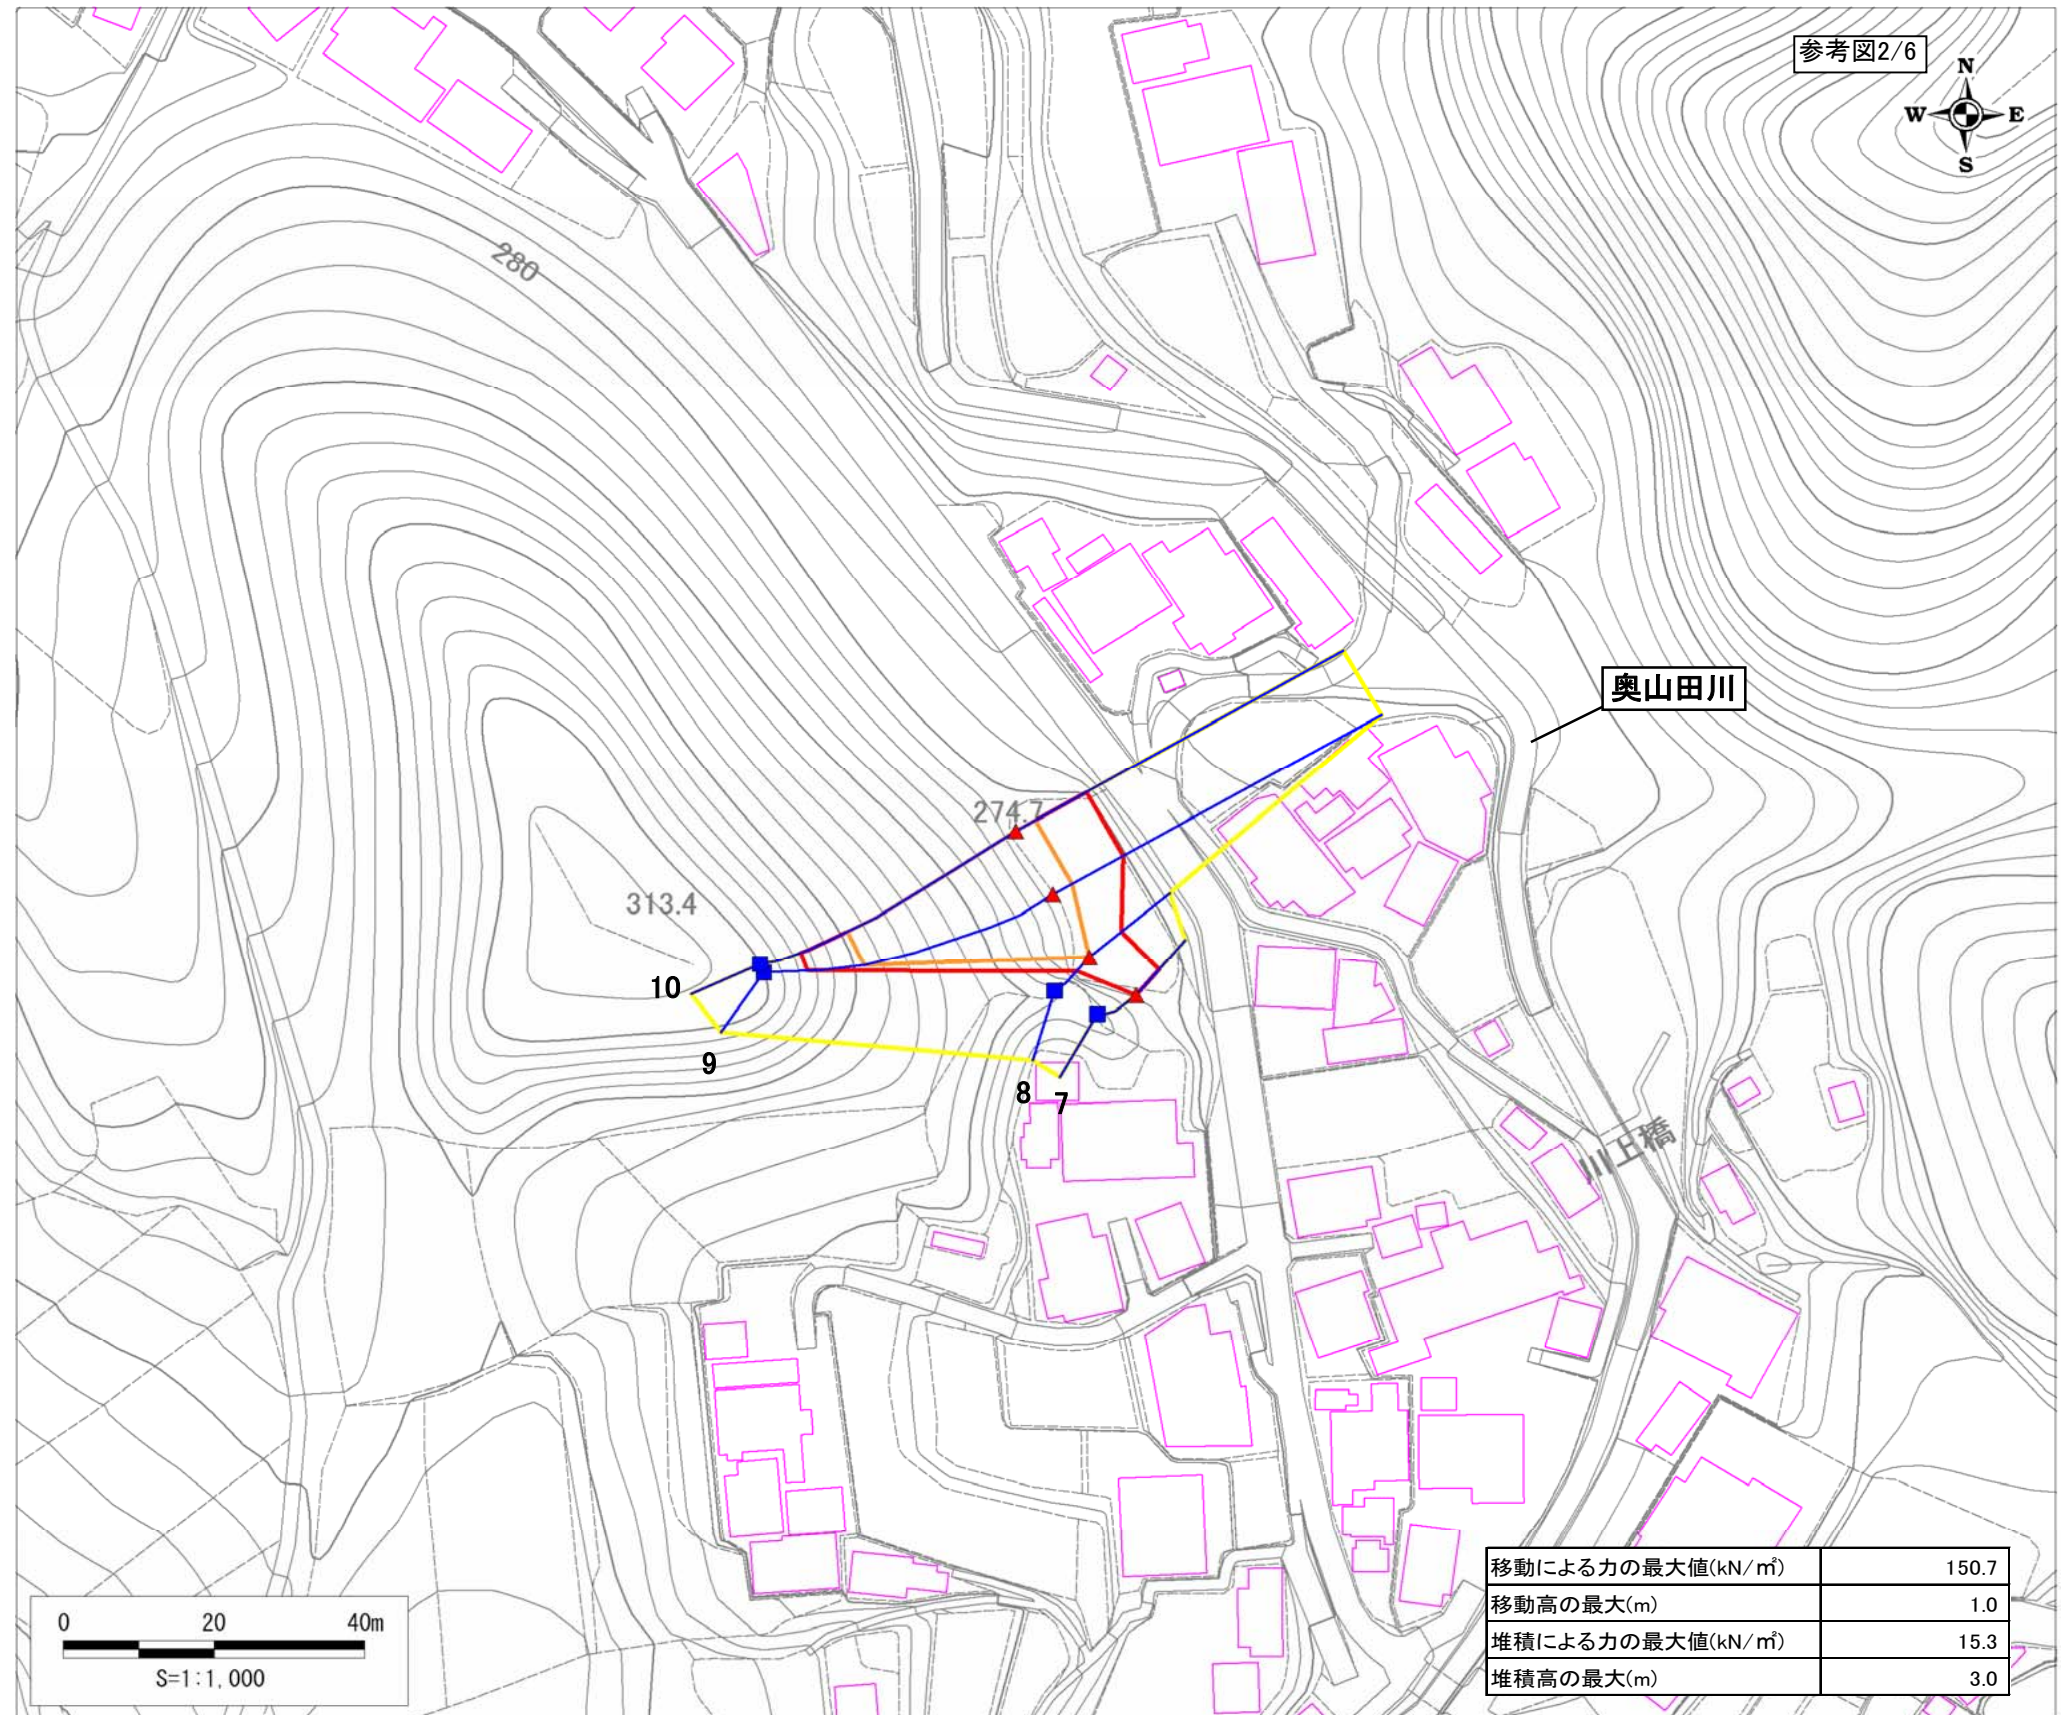 参考図2/6
N
W E
S
280
奥山田川
274.7
313.4
10
9
8
7
川上橋
移動による力の最大値(kN/㎡) 150.7
移動高の最大(m) 1.0
堆積による力の最大値(kN/㎡) 15.3
堆積高の最大(m) 3.0
0 20 40m
S=1:1,000